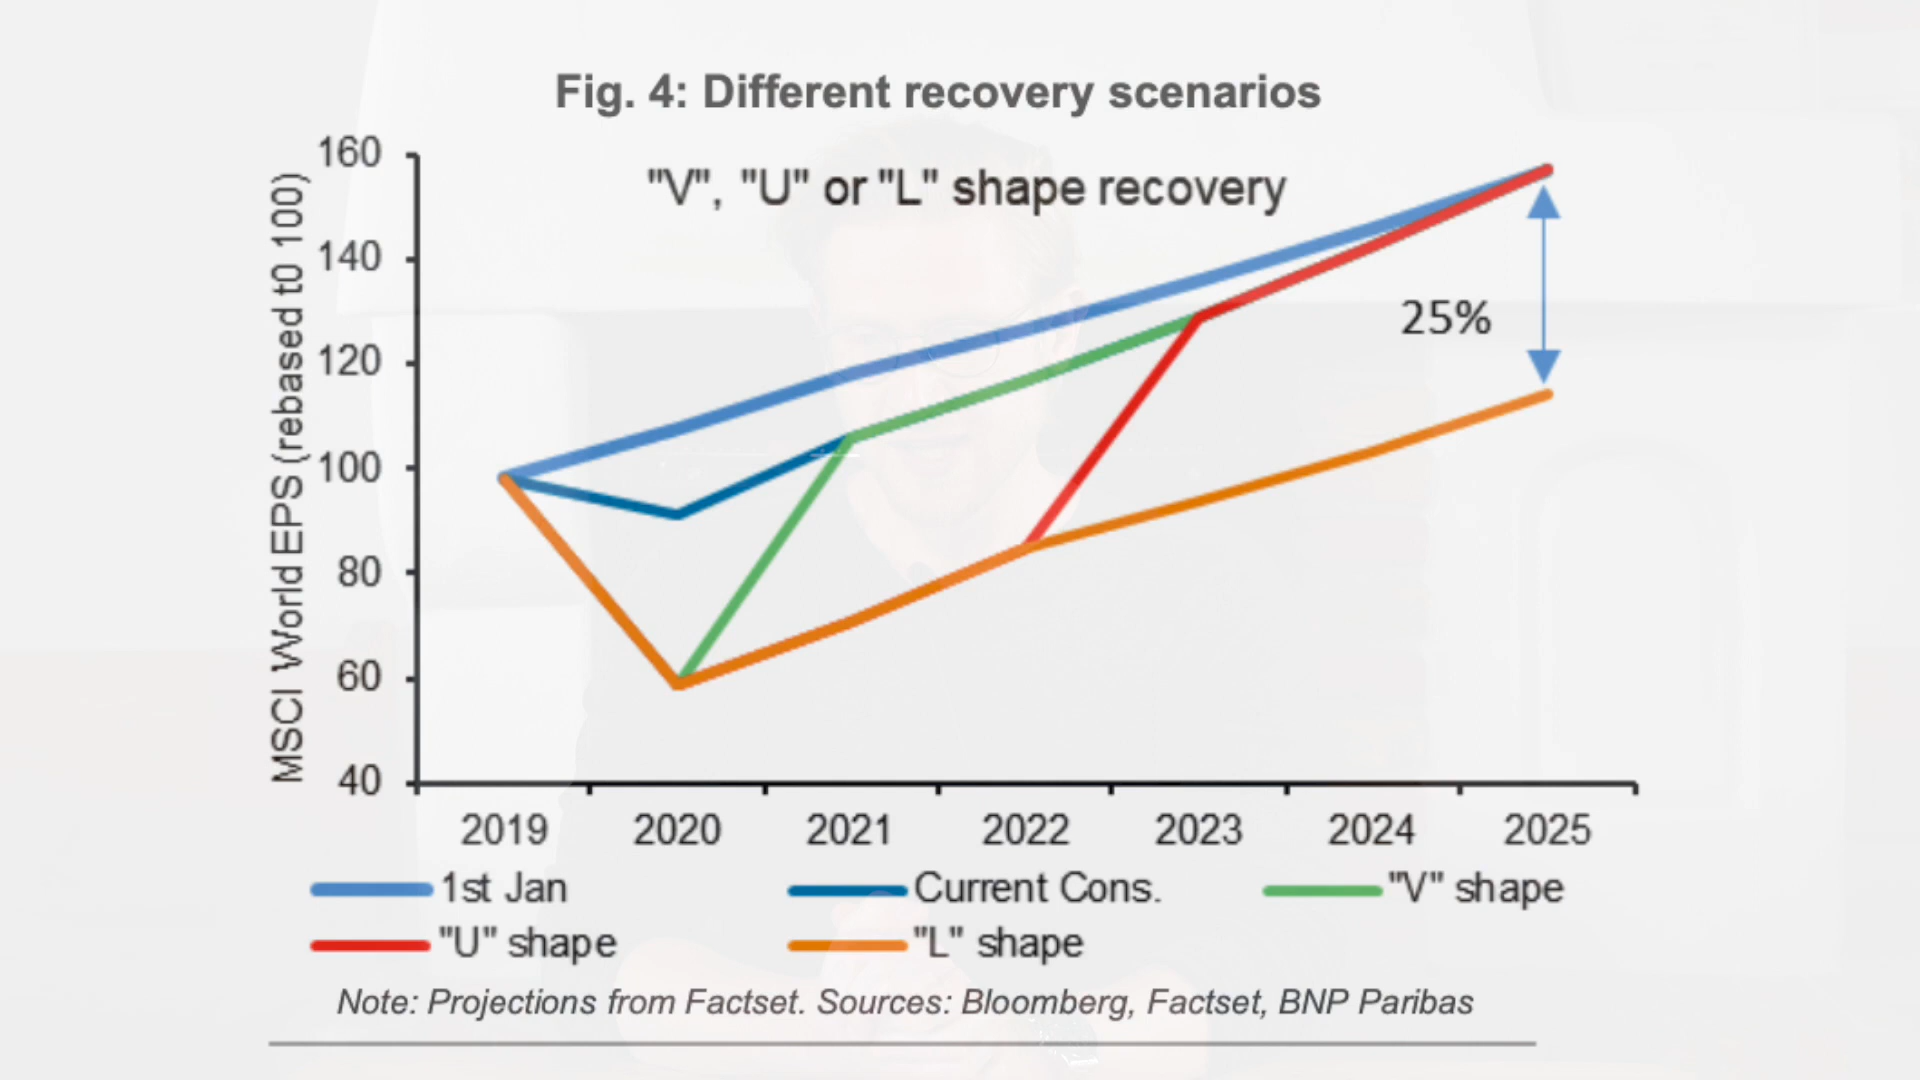 Fig. 4: Different recovery scenarios
"V", "U" or "L" shape recovery
MSCI World EPS (rebased t0 100)
160
140
120
100
80
60
40
25%
2019 2020 2021 2022 2023 2024 2025
1st Jan Current Cons. "V" shape
"U" shape "L" shape
Note: Projections from Factset. Sources: Bloomberg, Factset, BNP Paribas